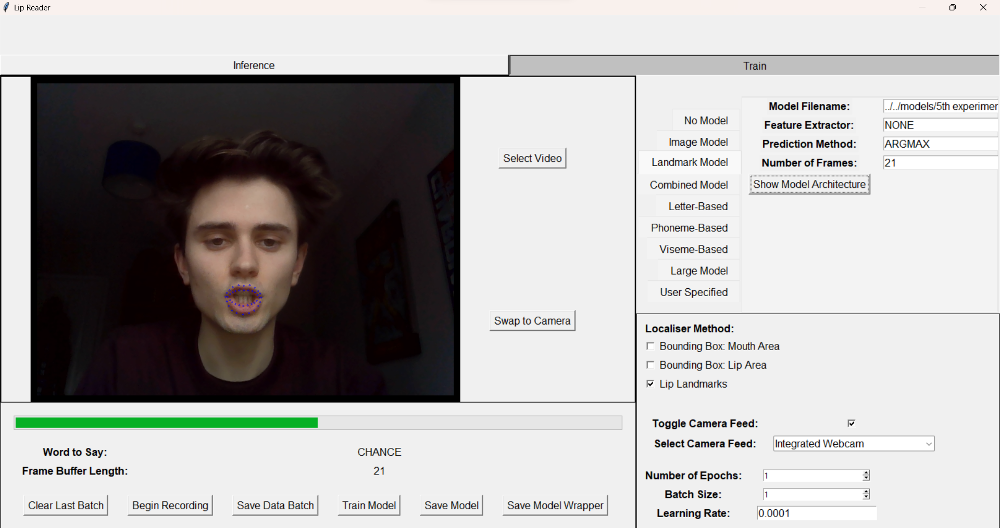 Lip Reader
Inference
Train
Select Video
Swap to Camera
No Model
Image Model
Landmark Model
Combined Model
Letter-Based
Phoneme-Based
Viseme-Based
Large Model
User Specified
Model Filename: ../../models/5th experimer
Feature Extractor: NONE
Prediction Method: ARGMAX
Number of Frames: 21
Show Model Architecture
Localiser Method:
Bounding Box: Mouth Area
Bounding Box: Lip Area
Lip Landmarks
Toggle Camera Feed:
Select Camera Feed: Integrated Webcam
Number of Epochs: 1
Batch Size: 1
Learning Rate: 0.0001
Word to Say: CHANCE
Frame Buffer Length: 21
Clear Last Batch Begin Recording Save Data Batch Train Model Save Model Save Model Wrapper